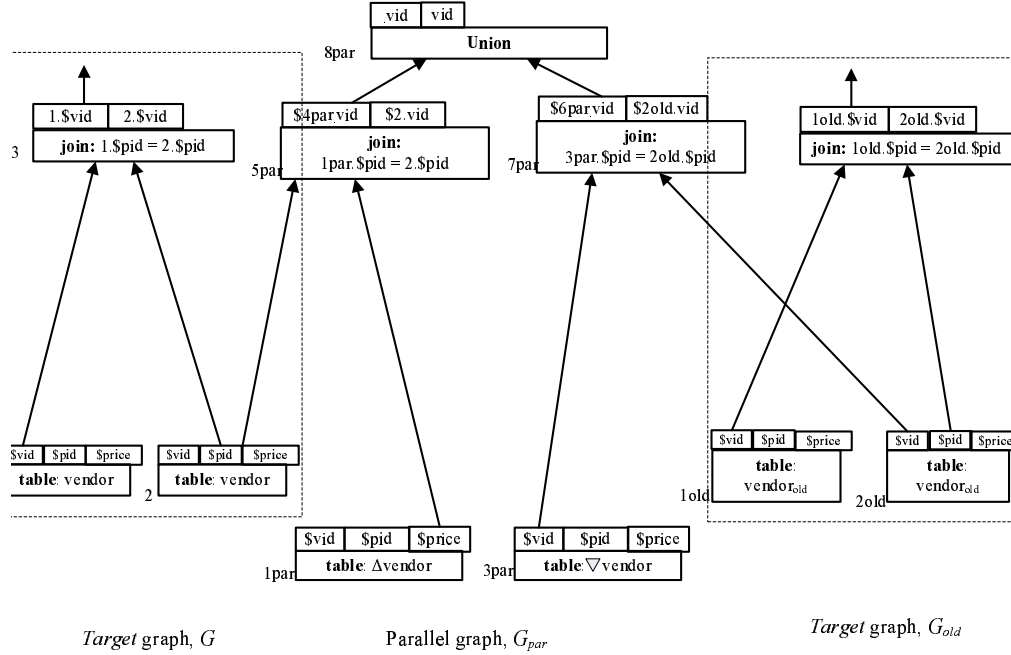 .vid vid
Union
8par
1.$vid 2.$vid
join: 1.$pid = 2.$pid
3
$4par.vid $2.vid
join:
1par.$pid = 2.$pid
5par
$6par.vid $2old.vid
join:
3par.$pid = 2old.$pid
7par
1old.$vid 2old.$vid
join: 1old.$pid = 2old.$pid
$vid $pid $price
table: vendor
$vid $pid $price
table: vendor
2
$vid $pid $price
table:
vendorold
1old
$vid $pid $price
table:
vendorold
2old
$vid $pid $price
table: Δvendor
1par
$vid $pid $price
table: ▽ vendor
3par
Target graph, G
Parallel graph, Gpar
Target graph, Gold